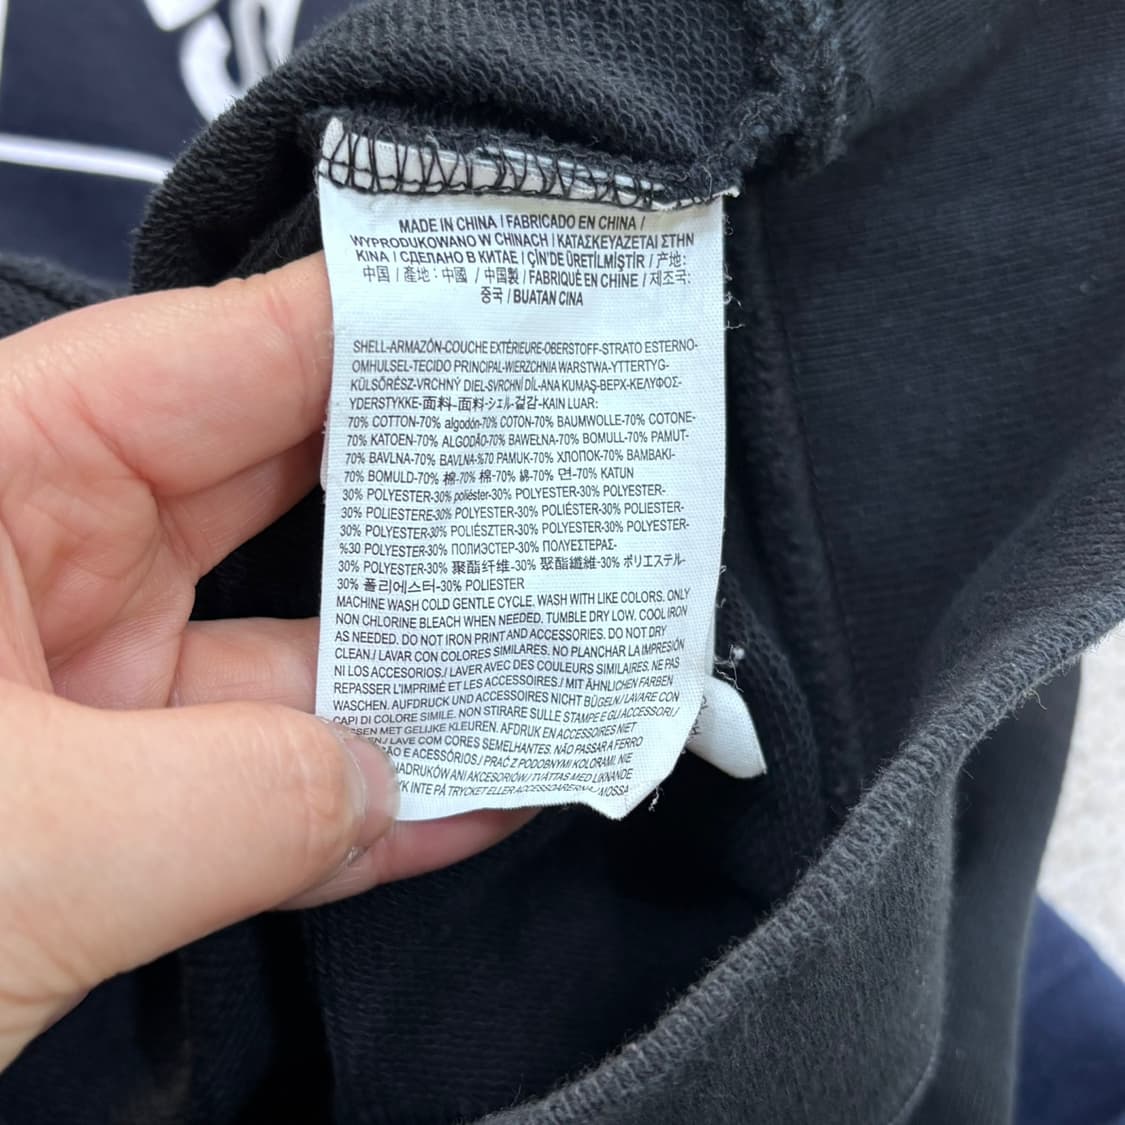 MADE IN CHINA / FABRICADO EN CHINA /
WYPRODUKOWANO W CHINACH / ΚΑΤΑΣΚΕΥΑΖΕΤΑΙ ΣΤΗΝ
ΚΙΝΑ / СДЕЛАНО В КИТАЕ / ÇİN'DE ÜRETİLMİŞTİR / 产地:
中国 / 產地: 中國 / 中国製 / FABRIQUÉ EN CHINE / 제조국:
중국 / BUATAN CINA
SHELL-ARMAZÓN-COUCHE EXTÉRIEURE-OBERSTOFF-STRATO ESTERNO-
OMHULSEL-TECIDO PRINCIPAL-WIERZCHNIA WARSTWA-YTTERTYG-
KÜLSŐRÉSZ-VRCHNÝ DIEL-SVRCHNÍ DÍL-ANA KUMAŞ-ВЕРХ-ΚΕΛΥΦΟΣ-
YDERSTYKKE-面料-面料-シェル-겉감-KAIN LUAR:
70% COTTON-70% algodón-70% COTON-70% BAUMWOLLE-70% COTONE-
70% KATOEN-70% ALGODÃO-70% BAWEŁNA-70% BOMULL-70% PAMUT-
70% BAVLNA-70% BAVLNA-%70 PAMUK-70% ХЛОПОК-70% ΒΑΜΒΑΚΙ-
70% BOMULD-70% 棉-70% 棉-70% 綿-70% 면-70% KATUN
30% POLYESTER-30% poliéster-30% POLYESTER-30% POLYESTER-
30% POLIESTERE-30% POLYESTER-30% POLIÉSTER-30% POLIESTER-
30% POLYESTER-30% POLIÉSZTER-30% POLYESTER-30% POLYESTER-
%30 POLYESTER-30% ПОЛИЭСТЕР-30% ΠΟΛΥΕΣΤΕΡΑΣ-
30% POLYESTER-30% 聚酯纤维-30% 聚酯纖維-30% ポリエステル-
30% 폴리에스터-30% POLIESTER
MACHINE WASH COLD GENTLE CYCLE. WASH WITH LIKE COLORS. ONLY
NON CHLORINE BLEACH WHEN NEEDED. TUMBLE DRY LOW. COOL IRON
AS NEEDED. DO NOT IRON PRINT AND ACCESSORIES. DO NOT DRY
CLEAN./ LAVAR CON COLORES SIMILARES. NO PLANCHAR LA IMPRESIÓN
NI LOS ACCESORIOS./ LAVER AVEC DES COULEURS SIMILAIRES. NE PAS
REPASSER L'IMPRIMÉ ET LES ACCESSOIRES./ MIT ÄHNLICHEN FARBEN
WASCHEN. AUFDRUCK UND ACCESSOIRES NICHT BÜGELN./ LAVARE CON
CAPI DI COLORE SIMILE. NON STIRARE SULLE STAMPE E GLI ACCESSORI./
SSEN MET GELIJKE KLEUREN. AFDRUK EN ACCESSOIRES NIET
EN./ LAVE COM CORES SEMELHANTES. NÃO PASSAR A FERRO
ÃO E ACESSÓRIOS./ PRAĆ Z PODOBNYMI KOLORAMI. NIE
NADRUKÓW ANI AKCESORIÓW./ TVÄTTAS MED LIKNANDE
K INTE PÅ TRYCKET ELLER ACCESSOARERNA./ MOSSA